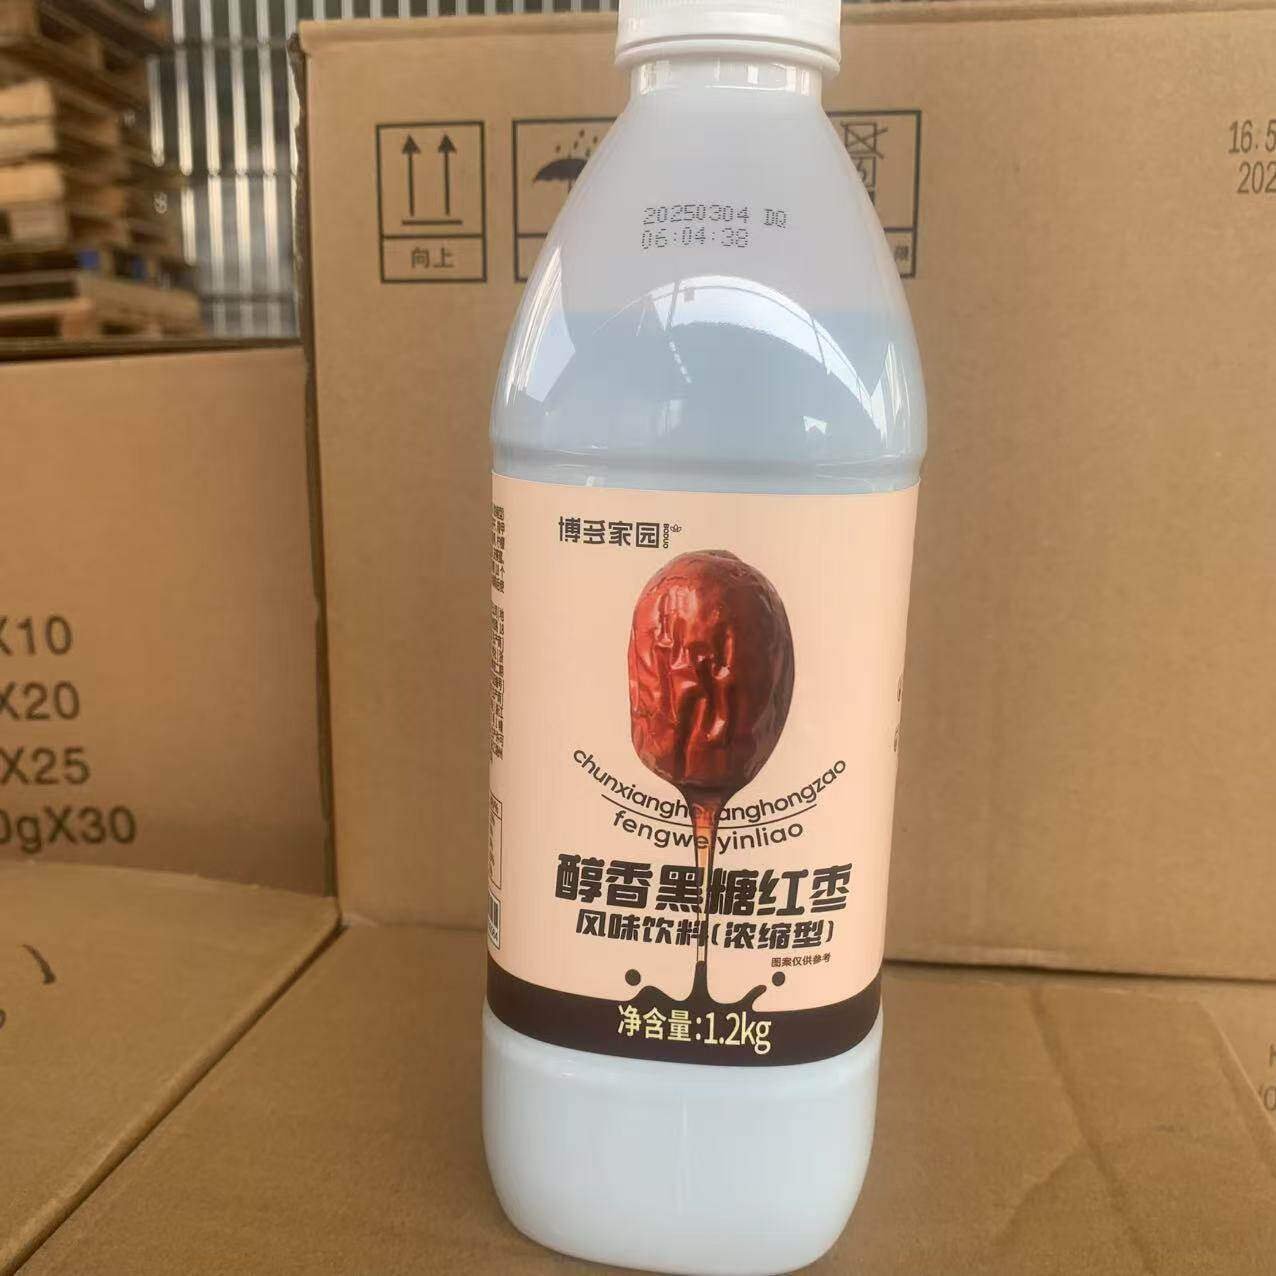 16:5
202
向上
20250304 DQ
06:04:38
博多家园
BODUO
chunxianghe anghongzao
fengwe yinliao
醇香黑糖红枣
风味饮料(浓缩型)
图案仅供参考
净含量:1.2kg
X10
X20
X25
0gX30